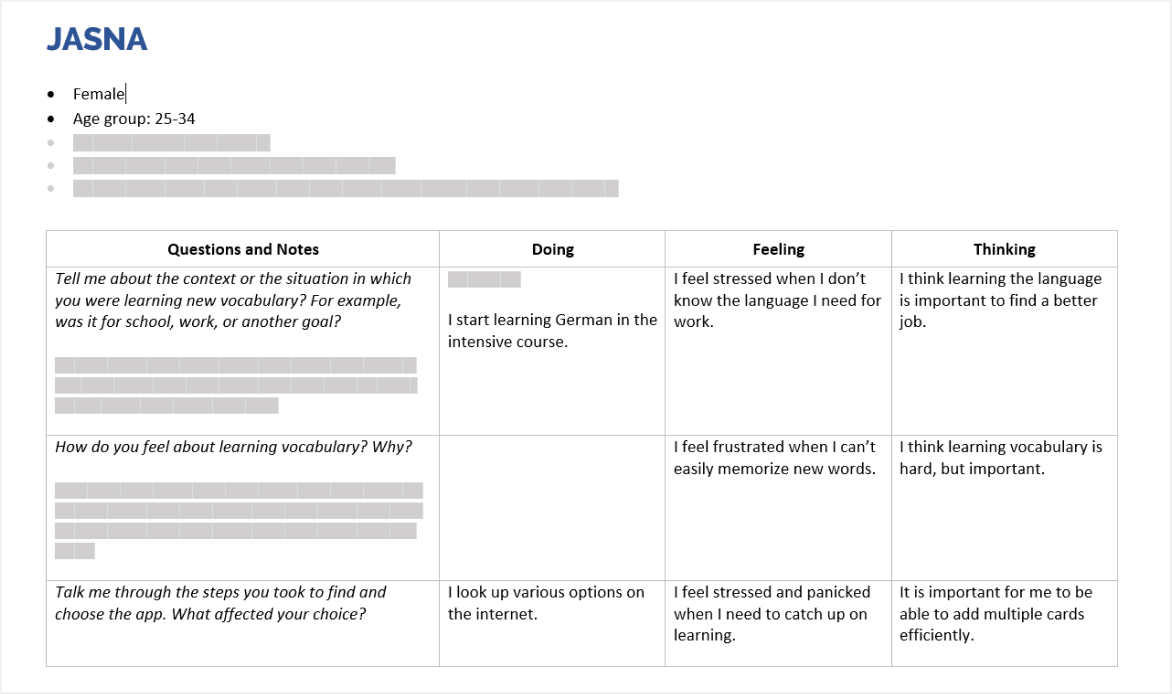 JASNA
• Female
• Age group: 25-34
Questions and Notes
Doing
Feeling
Thinking
Tell me about the context or the situation in which
you were learning new vocabulary? For example,
was it for school, work, or another goal?
I start learning German in the
intensive course.
I feel stressed when I don’t
know the language I need for
work.
I think learning the language
is important to find a better
job.
How do you feel about learning vocabulary? Why?
I feel frustrated when I can’t
easily memorize new words.
I think learning vocabulary is
hard, but important.
Talk me through the steps you took to find and
choose the app. What affected your choice?
I look up various options on
the internet.
I feel stressed and panicked
when I need to catch up on
learning.
It is important for me to be
able to add multiple cards
efficiently.